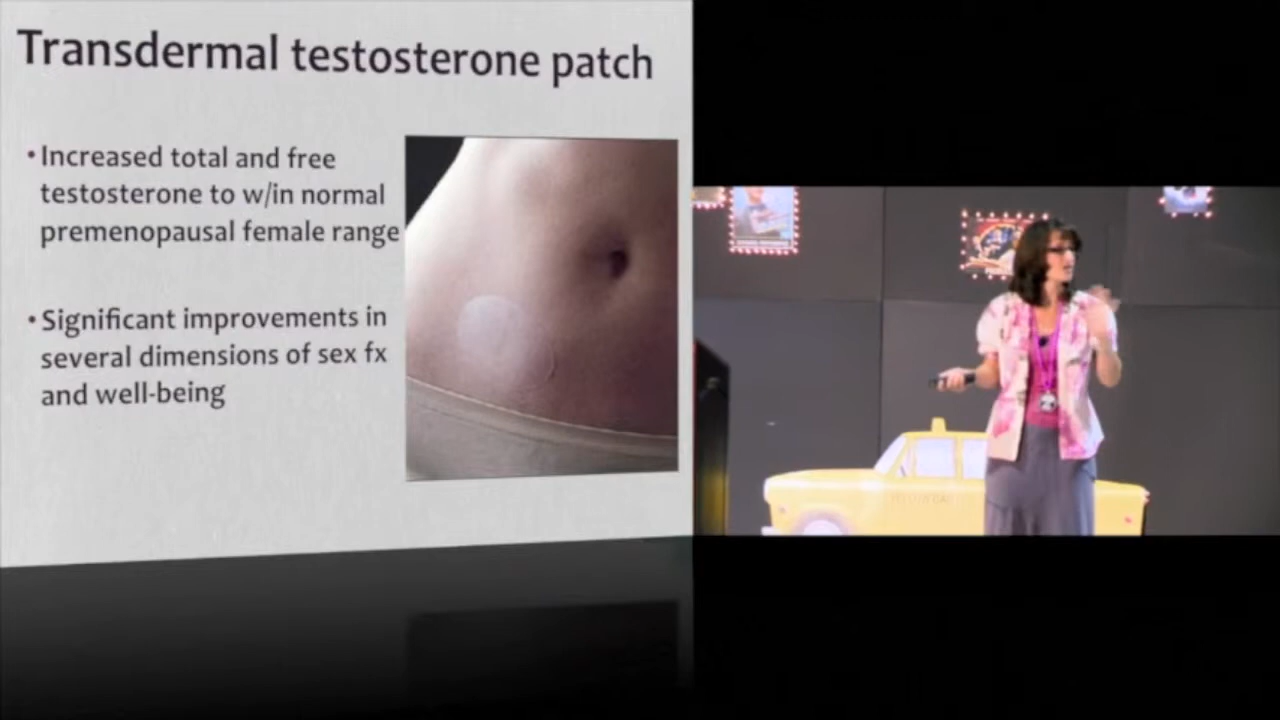 Transdermal testosterone patch
•Increased total and free
testosterone to w/in normal
premenopausal female range
•Significant improvements in
several dimensions of sex fx
and well-being